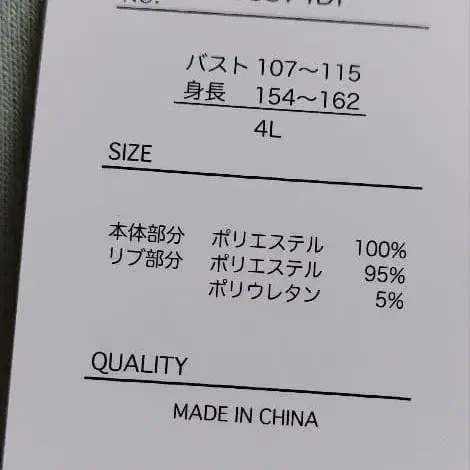 NO.
バスト 107～115
身長 154～162
4L
SIZE
本体部分 ポリエステル 100%
リブ部分 ポリエステル 95%
ポリウレタン 5%
QUALITY
MADE IN CHINA